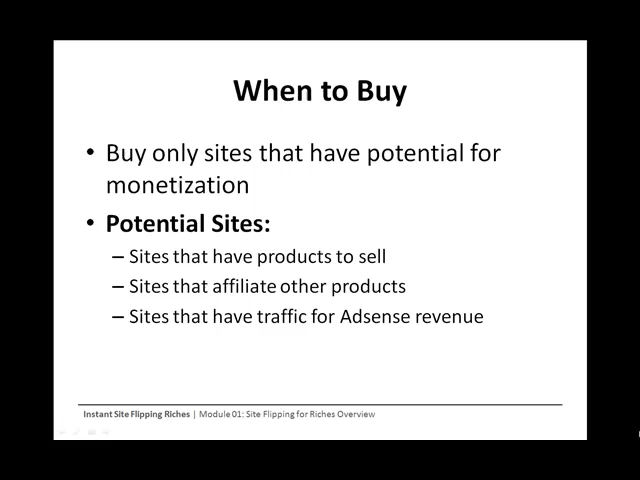 When to Buy
• Buy only sites that have potential for
monetization
• Potential Sites:
– Sites that have products to sell
– Sites that affiliate other products
– Sites that have traffic for Adsense revenue
Instant Site Flipping Riches | Module 01: Site Flipping for Riches Overview